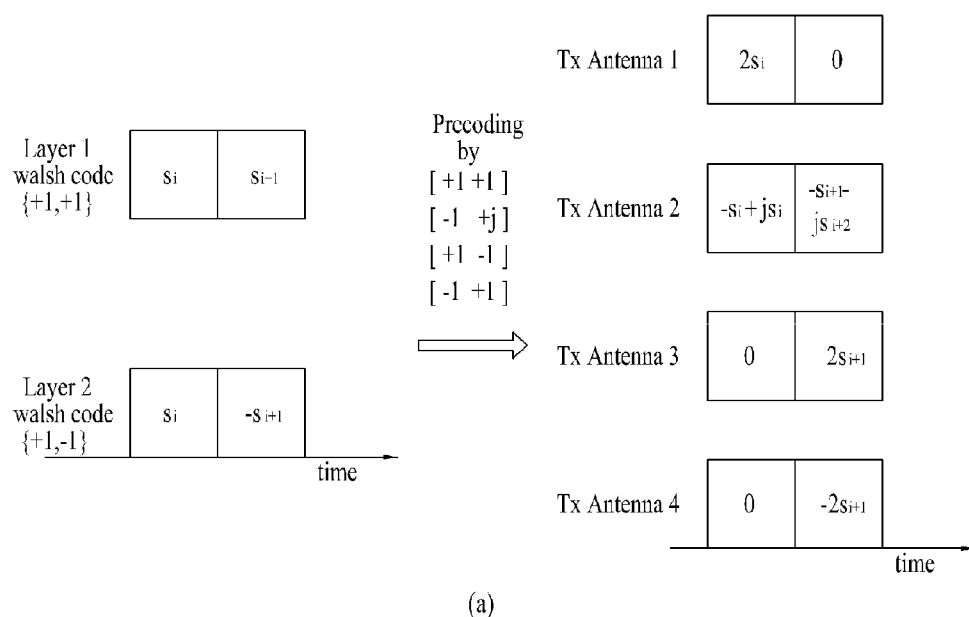 Tx Antenna 1
2si
0
Layer 1
walsh code
{+1,+1}
si
si-1
Precoding
by
[ +1 +1 ]
[ -1 +j ]
[ +1 -1 ]
[ -1 +1 ]
Tx Antenna 2
-si + jsi
-si+1-
jsi+2
Layer 2
walsh code
{+1,-1}
si
-si+1
time
Tx Antenna 3
0
2si+1
Tx Antenna 4
0
-2si+1
time
(a)